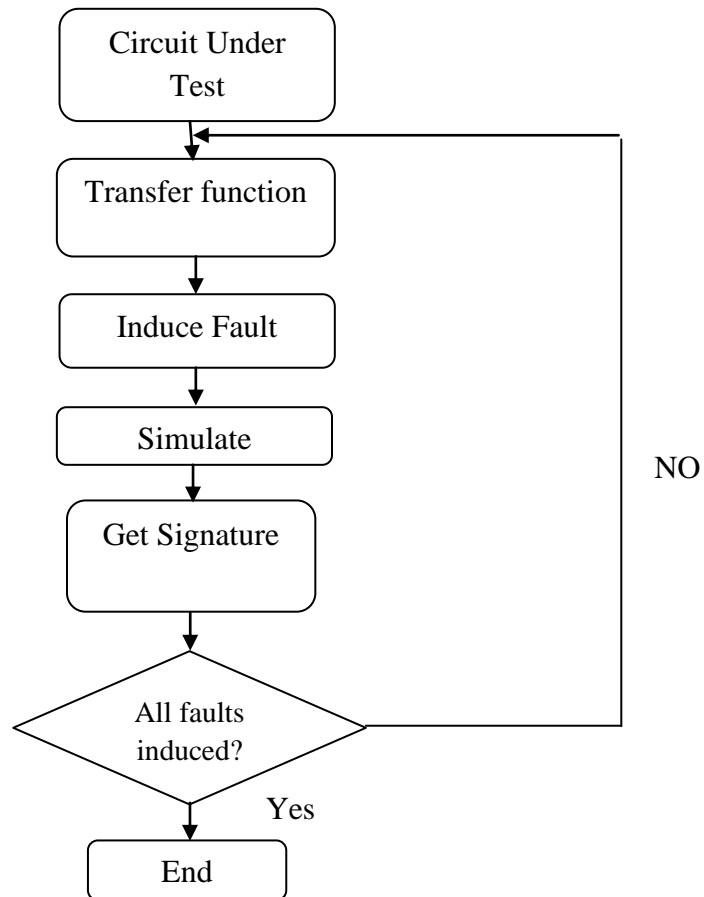 Circuit Under
Test
Transfer function
Induce Fault
Simulate
NO
Get Signature
All faults
induced?
Yes
End